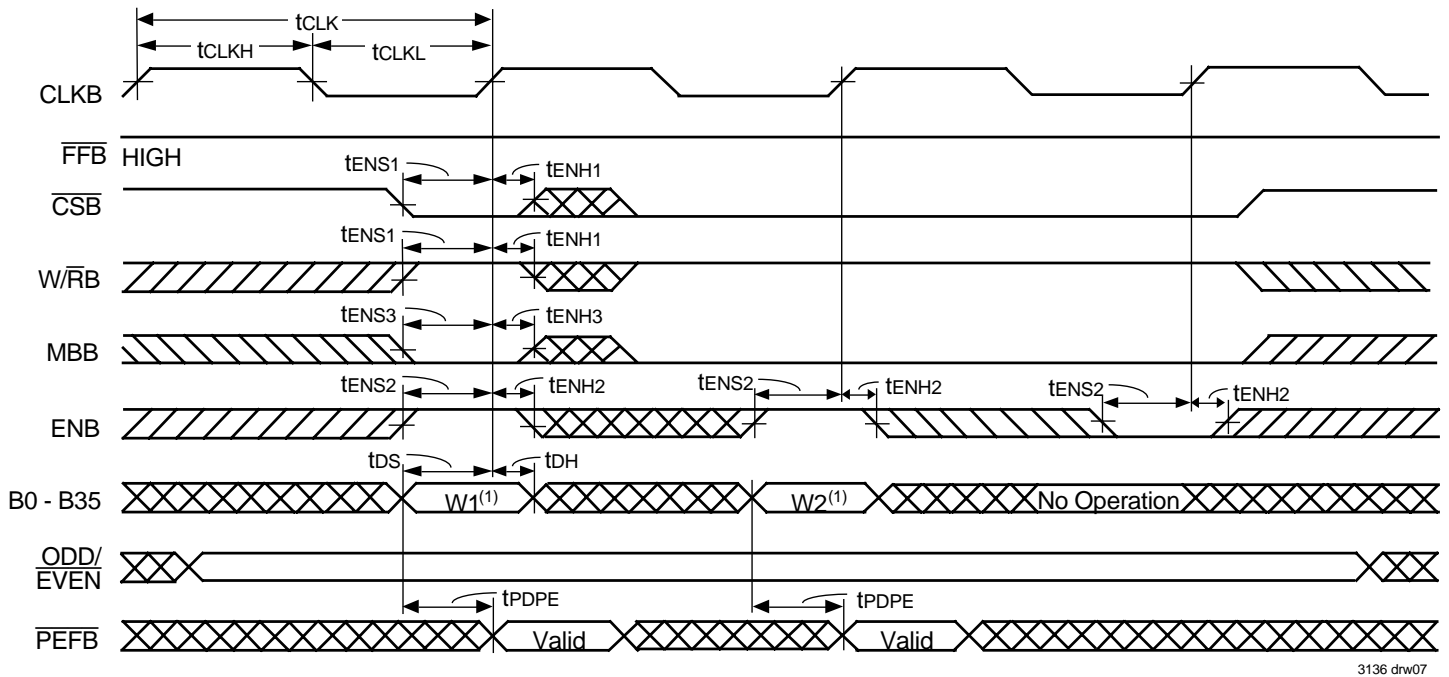 tCLK
tCLKH
tCLKL
CLKB
FFB HIGH
tENS1
tENH1
CSB
tENS1
tENH1
W/RB
tENS3
tENH3
MBB
tENS2
tENH2
tENS2
tENH2
tENS2
tENH2
ENB
tDS
tDH
B0 - B35
W1(1)
W2(1)
No Operation
ODD/
EVEN
tPDPE
tPDPE
PEFB
Valid
Valid
3136 drw07